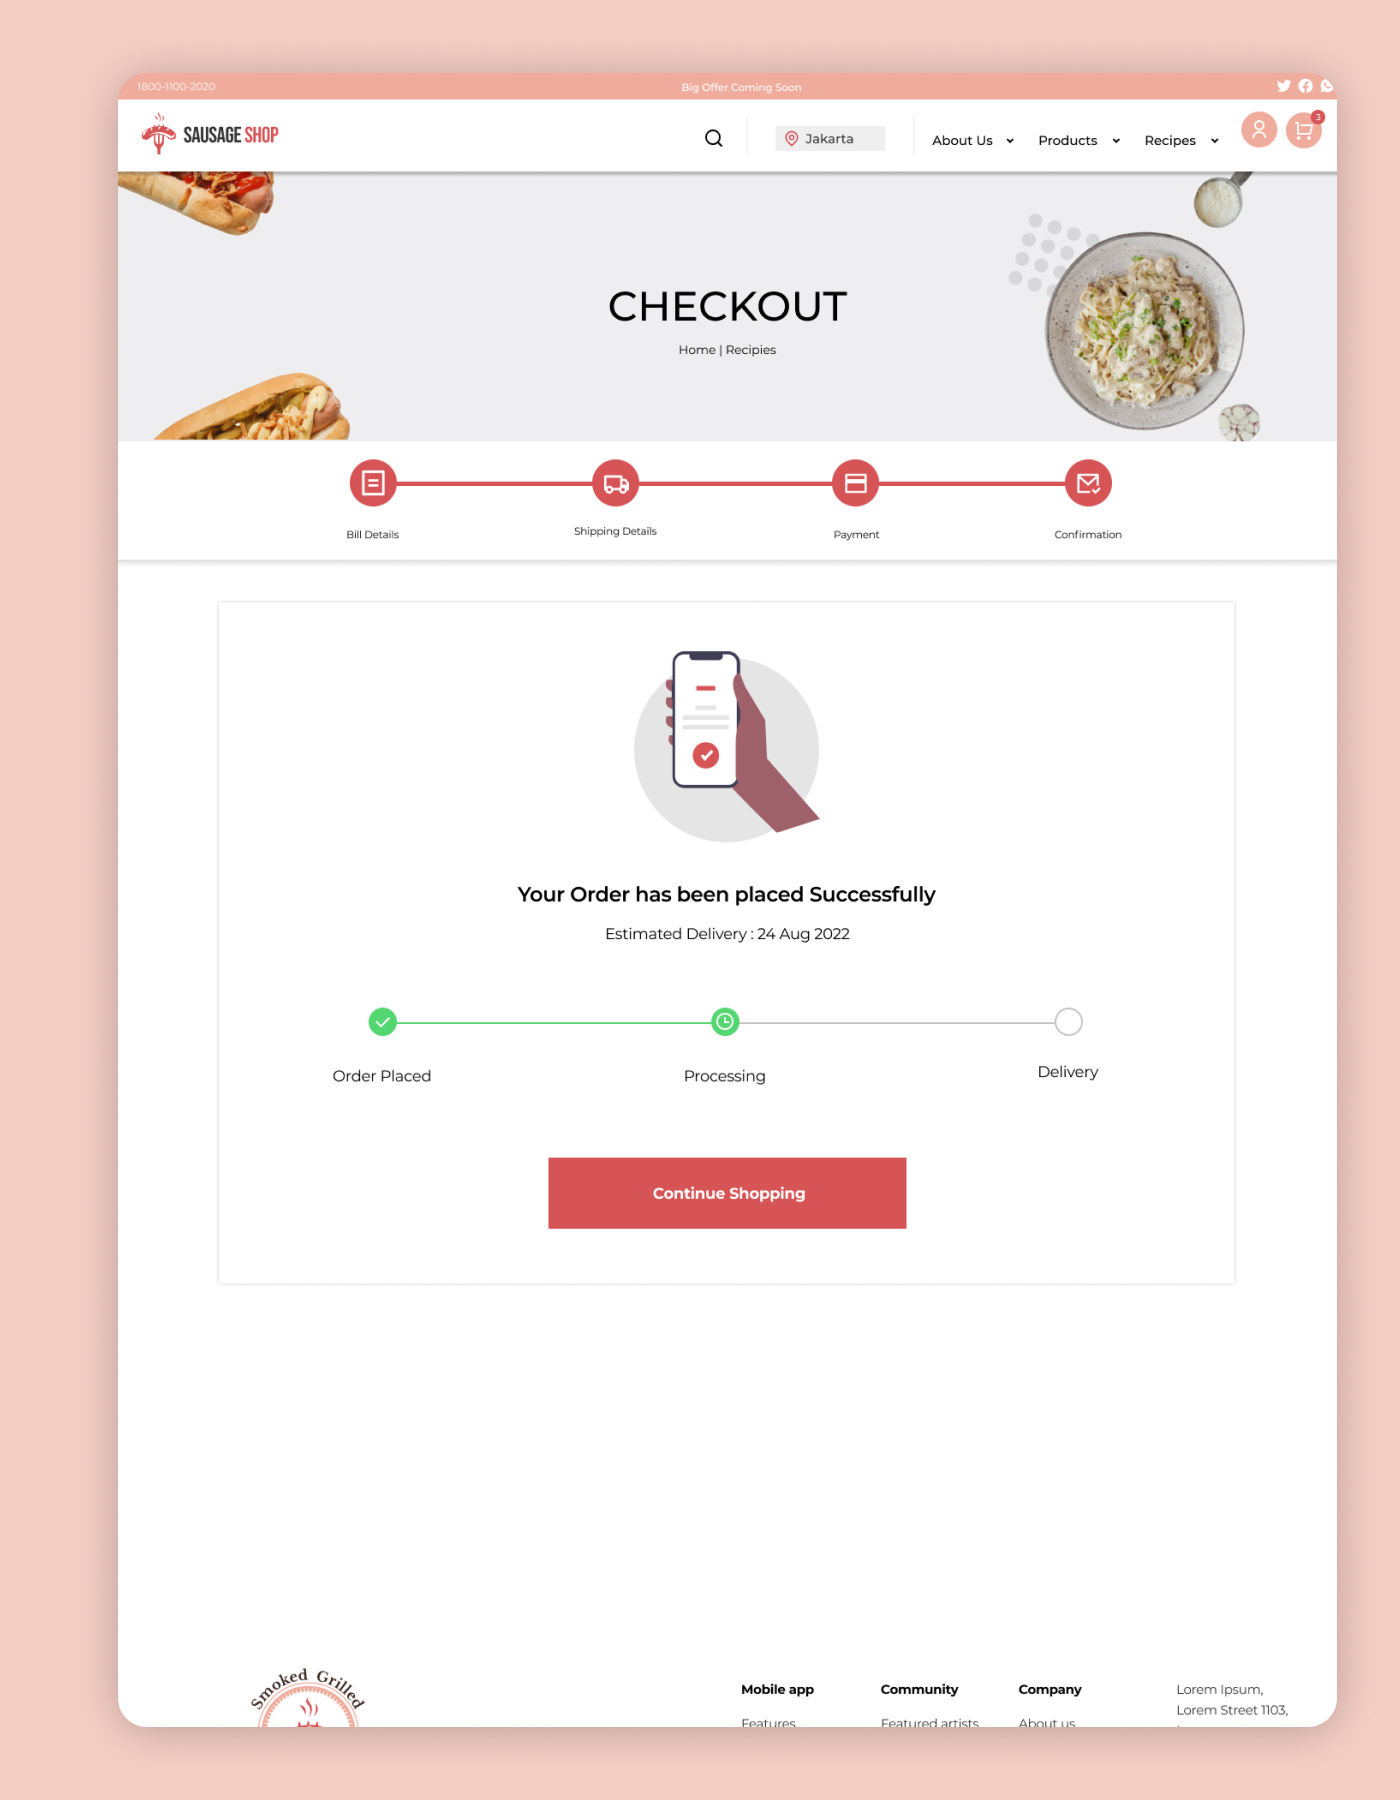 1800-1100-2020
Big Offer Coming Soon
SAUSAGE SHOP
Jakarta
About Us
Products
Recipes
3
CHECKOUT
Home | Recipies
Bill Details
Shipping Details
Payment
Confirmation
Your Order has been placed Successfully
Estimated Delivery : 24 Aug 2022
Order Placed
Processing
Delivery
Continue Shopping
Smoked Grilled
Mobile app
Features
Community
Featured artists
Company
About us
Lorem Ipsum,
Lorem Street 1103,